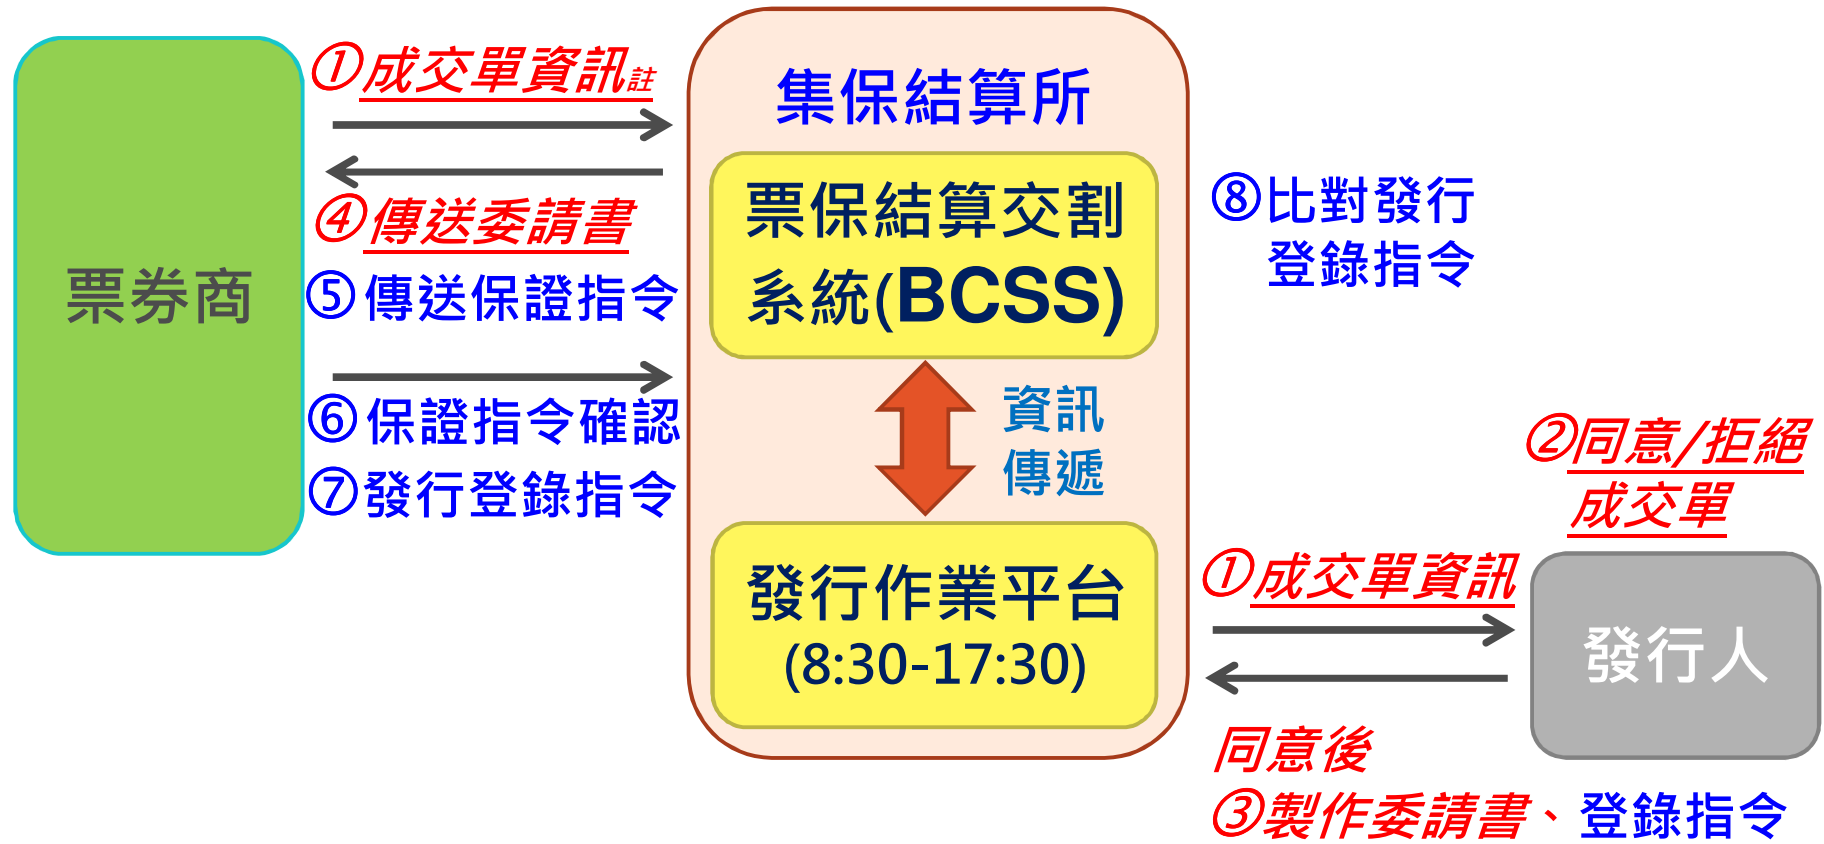 票券商
①成交單資訊註
④傳送委請書
⑤傳送保證指令
⑥保證指令確認
⑦發行登錄指令
集保結算所
票保結算交割
系統(BCSS)
資訊
傳遞
發行作業平台
(8:30-17:30)
⑧比對發行
登錄指令
②同意/拒絕
成交單
①成交單資訊
發行人
同意後
③製作委請書、登錄指令